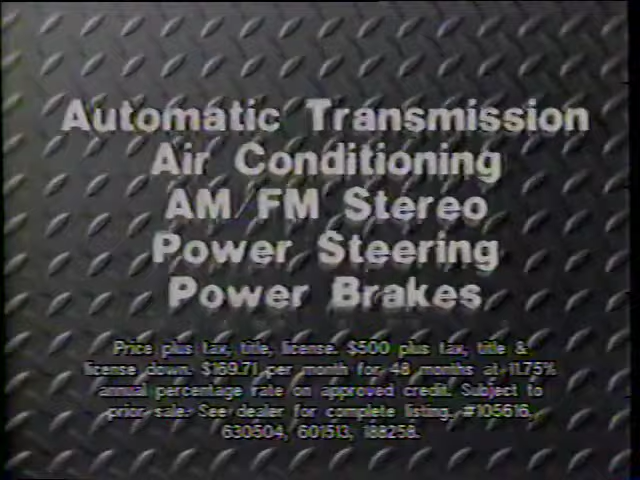 Automatic Transmission
Air Conditioning
AM/FM Stereo
Power Steering
Power Brakes
Price plus tax, title, license. $500 plus tax, title &
license down. $169.71 per month for 48 months at 11.75%
annual percentage rate on approved credit. Subject to
prior sale. See dealer for complete listing. #105616,
630504, 601513, 188258.